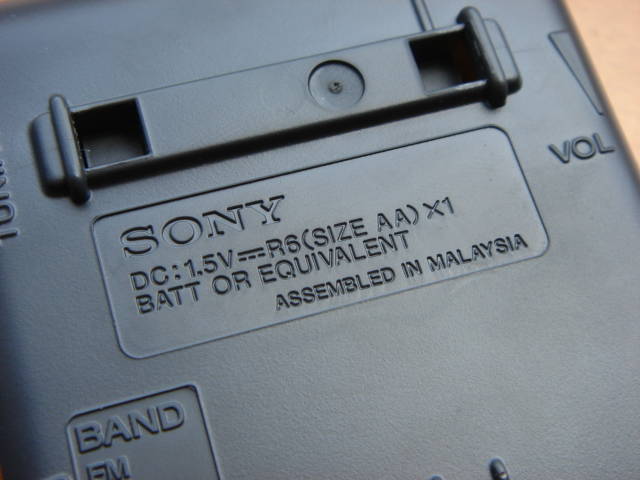 VOL
SONY
DC:1.5V⎓R6(SIZE AA)X1
BATT OR EQUIVALENT
ASSEMBLED IN MALAYSIA
BAND
FM